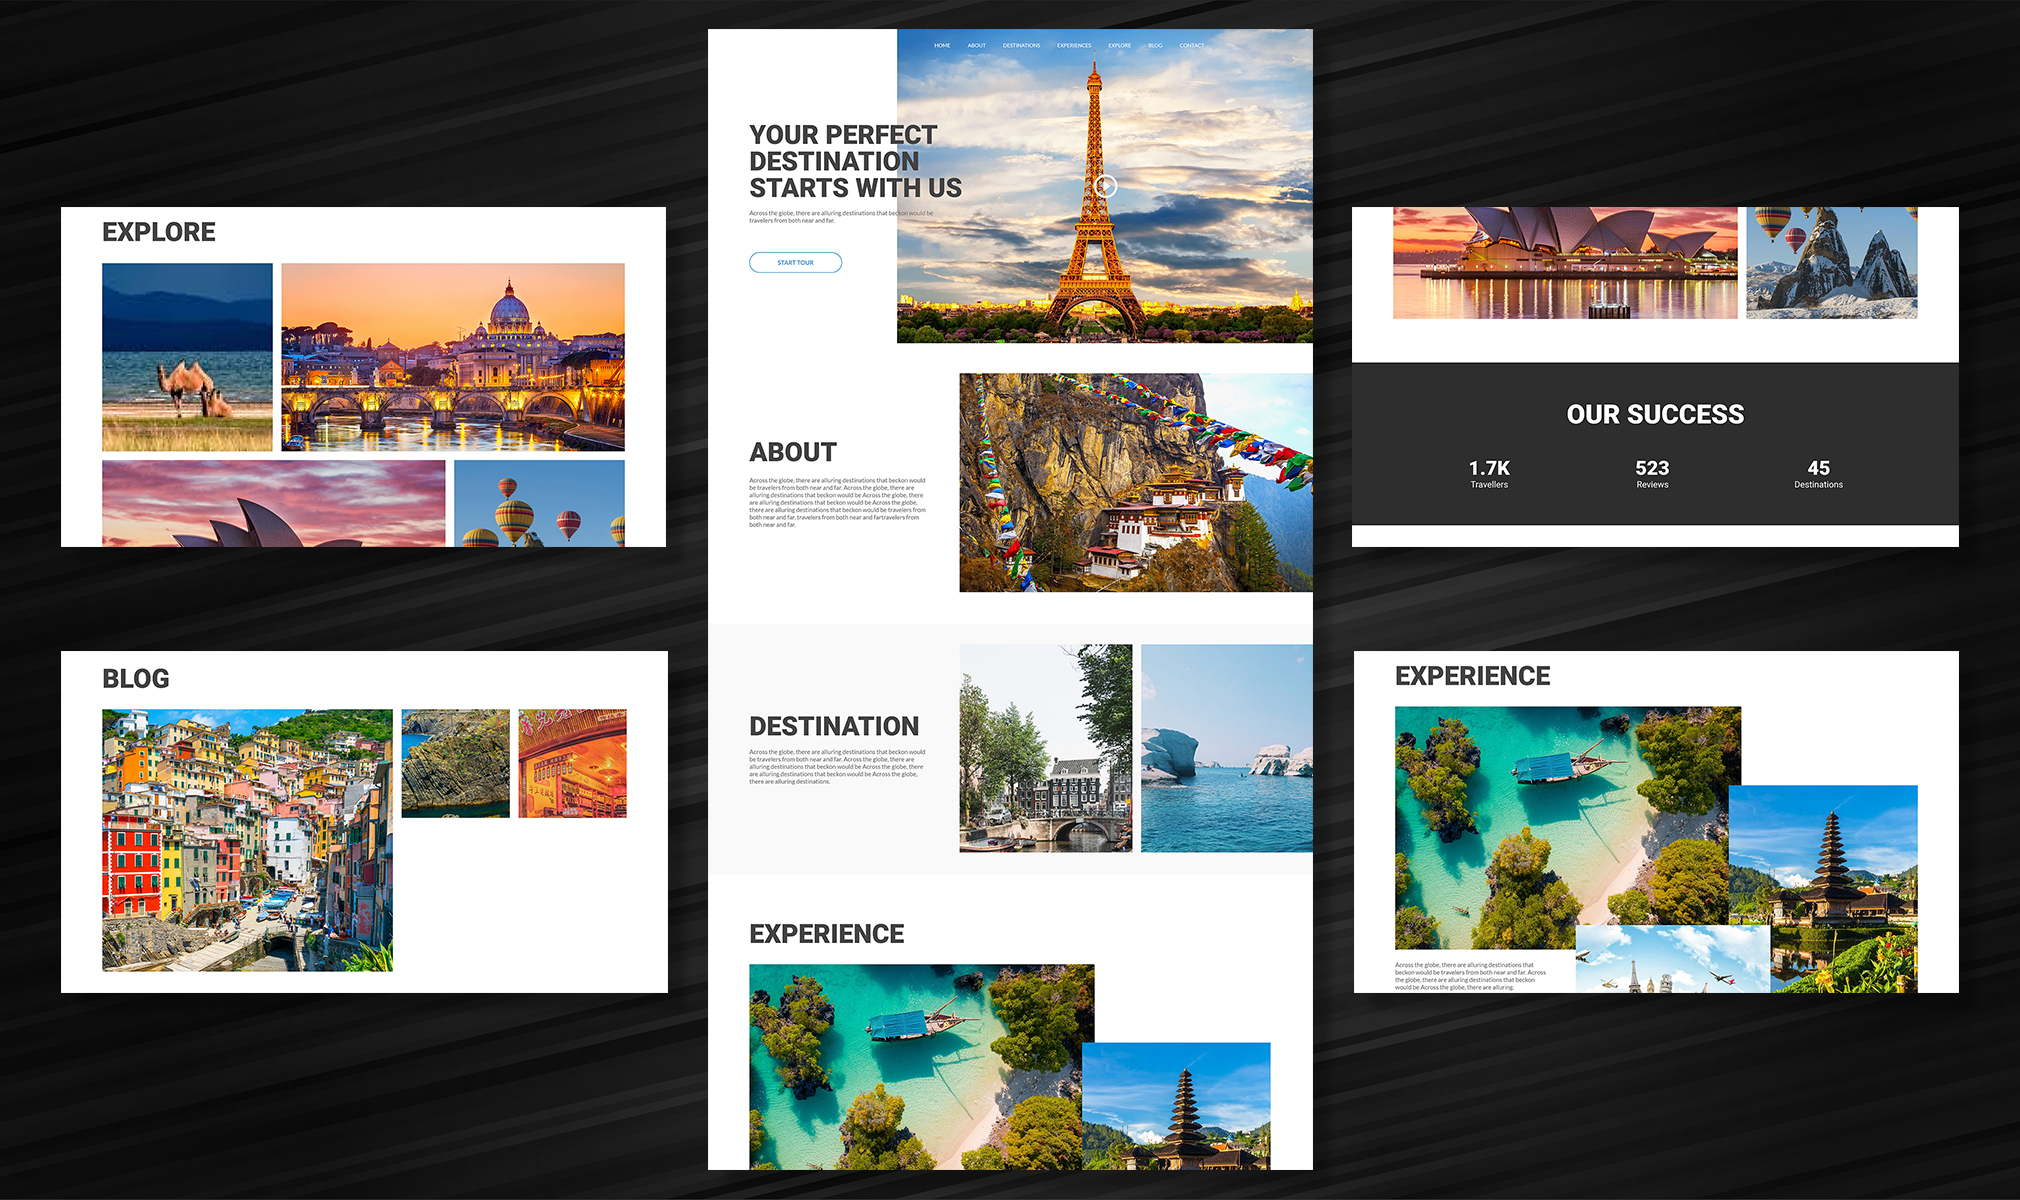 EXPLORE
BLOG
HOME ABOUT DESTINATIONS EXPERIENCES EXPLORE BLOG CONTACT
YOUR PERFECT
DESTINATION
STARTS WITH US
Across the globe, there are alluring destinations that beckon would be
travelers from both near and far.
START TOUR
ABOUT
Across the globe, there are alluring destinations that beckon would
be travelers from both near and far. Across the globe, there are
alluring destinations that beckon would be Across the globe, there
are alluring destinations that beckon would be Across the globe,
there are alluring destinations that beckon would be travelers from
both near and far. travelers from both near and fartravelers from
both near and far.
DESTINATION
Across the globe, there are alluring destinations that beckon would
be travelers from both near and far. Across the globe, there are
alluring destinations that beckon would be Across the globe, there
are alluring destinations that beckon would be Across the globe,
there are alluring destinations.
EXPERIENCE
OUR SUCCESS
1.7K 523 45
Travellers Reviews Destinations
EXPERIENCE
Across the globe, there are alluring destinations that
beckon would be travelers from both near and far. Across
the globe, there are alluring destinations that beckon
would be Across the globe, there are alluring.